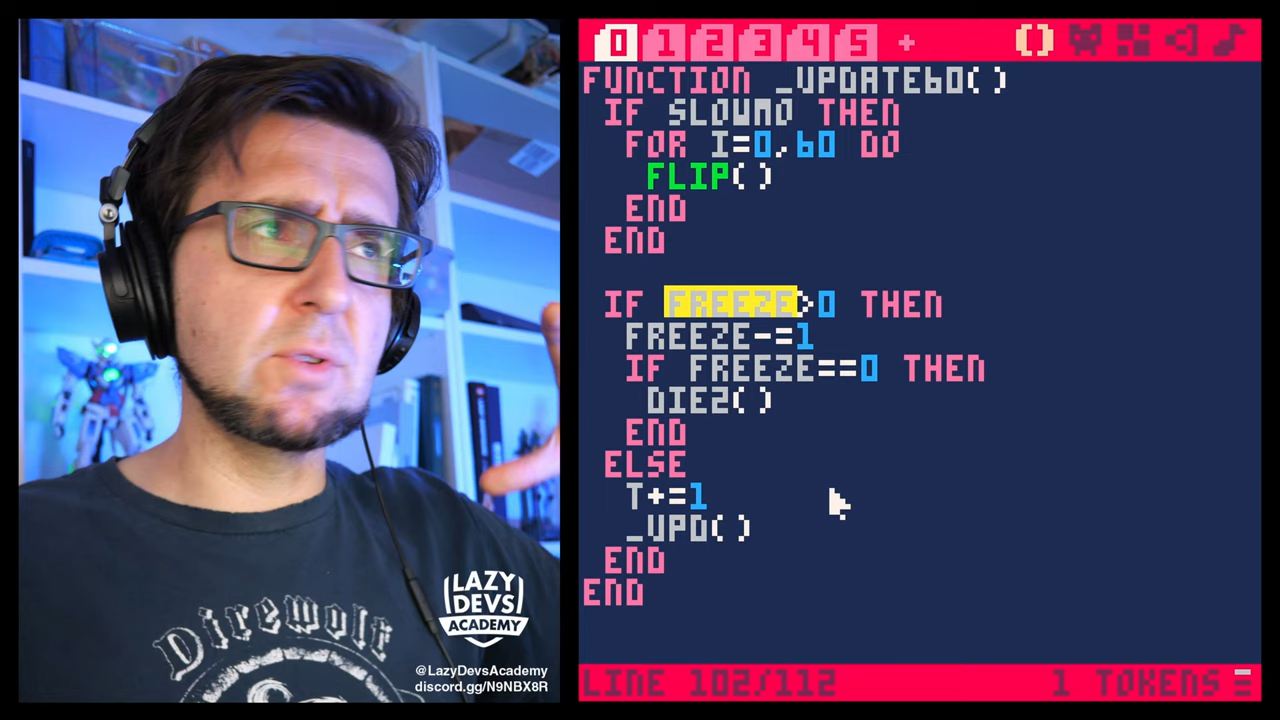 Direwolf
LAZY
DEVS
ACADEMY
@LazyDevsAcademy
discord.gg/N9NBX8R
0 1 2 3 4 5 +
FUNCTION _UPDATE60()
IF SLOWMO THEN
FOR I=0,60 DO
FLIP()
END
END
IF FREEZE>0 THEN
FREEZE-=1
IF FREEZE==0 THEN
DIE2()
END
ELSE
T+=1
_UPD()
END
END
LINE 102/112
1 TOKENS